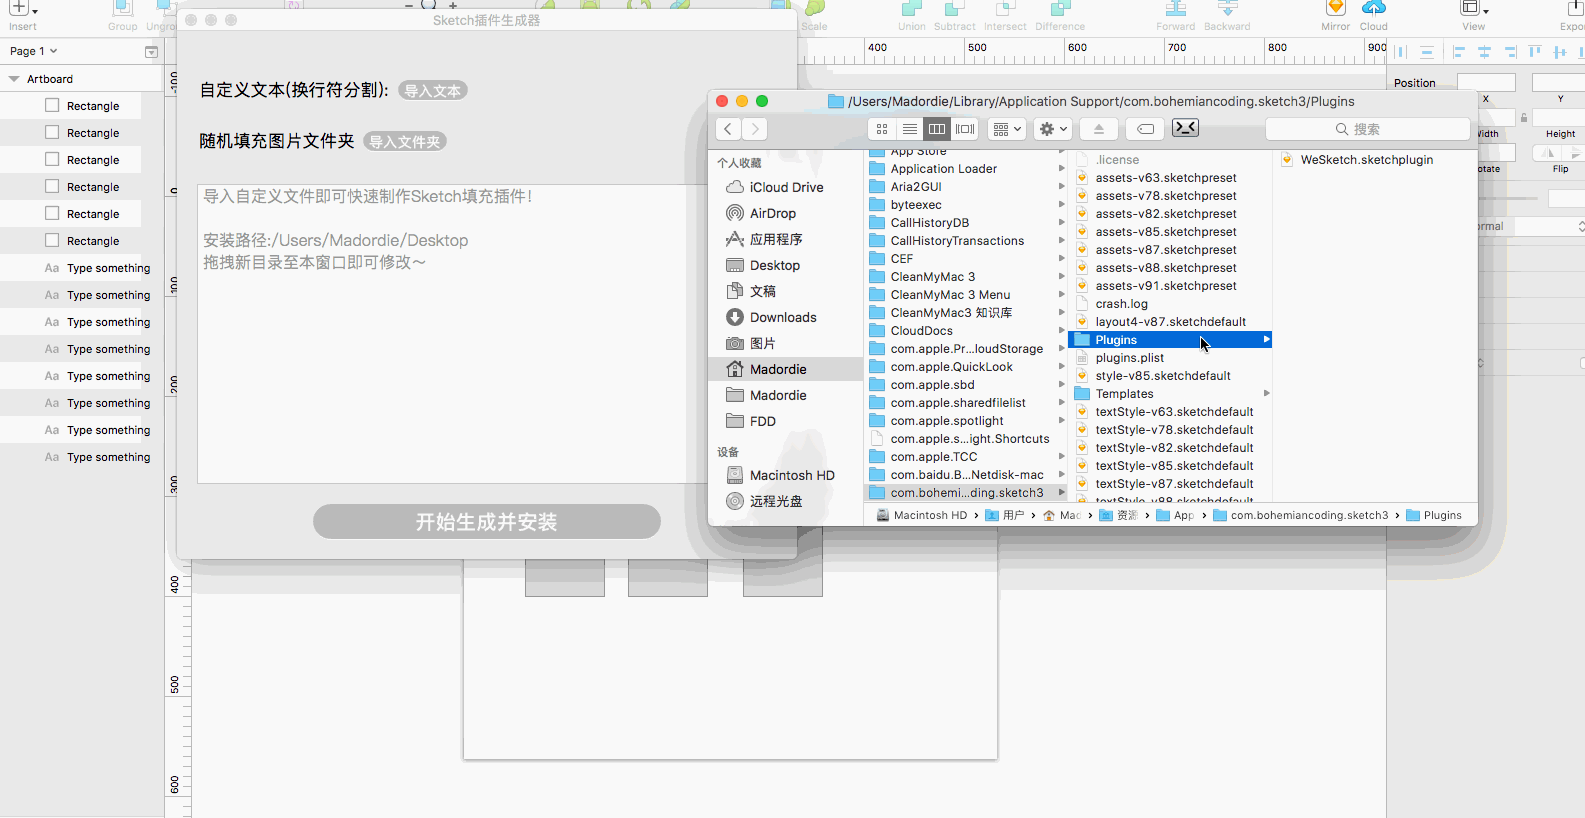 Insert
Group
Ungro
Scale
Union
Subtract
Intersect
Difference
Forward
Backward
Mirror
Cloud
View
Expor
Page 1
Artboard
Rectangle
Rectangle
Rectangle
Rectangle
Rectangle
Rectangle
Aa Type something
Aa Type something
Aa Type something
Aa Type something
Aa Type something
Aa Type something
Aa Type something
Aa Type something
400
500
600
700
800
900
-100
0
100
200
300
400
500
600
Sketch插件生成器
自定义文本(换行符分割): 导入文本
随机填充图片文件夹 导入文件夹
导入自定义文件即可快速制作Sketch填充插件!
安装路径:/Users/Madordie/Desktop
拖拽新目录至本窗口即可修改~
开始生成并安装
/Users/Madordie/Library/Application Support/com.bohemiancoding.sketch3/Plugins
搜索
个人收藏
iCloud Drive
AirDrop
应用程序
Desktop
文稿
Downloads
图片
Madordie
Madordie
FDD
设备
Macintosh HD
远程光盘
App Store
Application Loader
Aria2GUI
byteexec
CallHistoryDB
CallHistoryTransactions
CEF
CleanMyMac 3
CleanMyMac 3 Menu
CleanMyMac3 知识库
CloudDocs
com.apple.Pr...loudStorage
com.apple.QuickLook
com.apple.sbd
com.apple.sharedfilelist
com.apple.spotlight
com.apple.s...ight.Shortcuts
com.apple.TCC
com.baidu.B...Netdisk-mac
com.bohemi...ding.sketch3
.license
assets-v63.sketchpreset
assets-v78.sketchpreset
assets-v82.sketchpreset
assets-v85.sketchpreset
assets-v87.sketchpreset
assets-v88.sketchpreset
assets-v91.sketchpreset
crash.log
layout4-v87.sketchdefault
Plugins
plugins.plist
style-v85.sketchdefault
Templates
textStyle-v63.sketchdefault
textStyle-v78.sketchdefault
textStyle-v82.sketchdefault
textStyle-v85.sketchdefault
textStyle-v87.sketchdefault
textStyle-v88.sketchdefault
WeSketch.sketchplugin
Macintosh HD › 用户 › Mad › 资源 › App › com.bohemiancoding.sketch3 › Plugins
Position
X
Y
Width
Height
otate
Flip
ormal